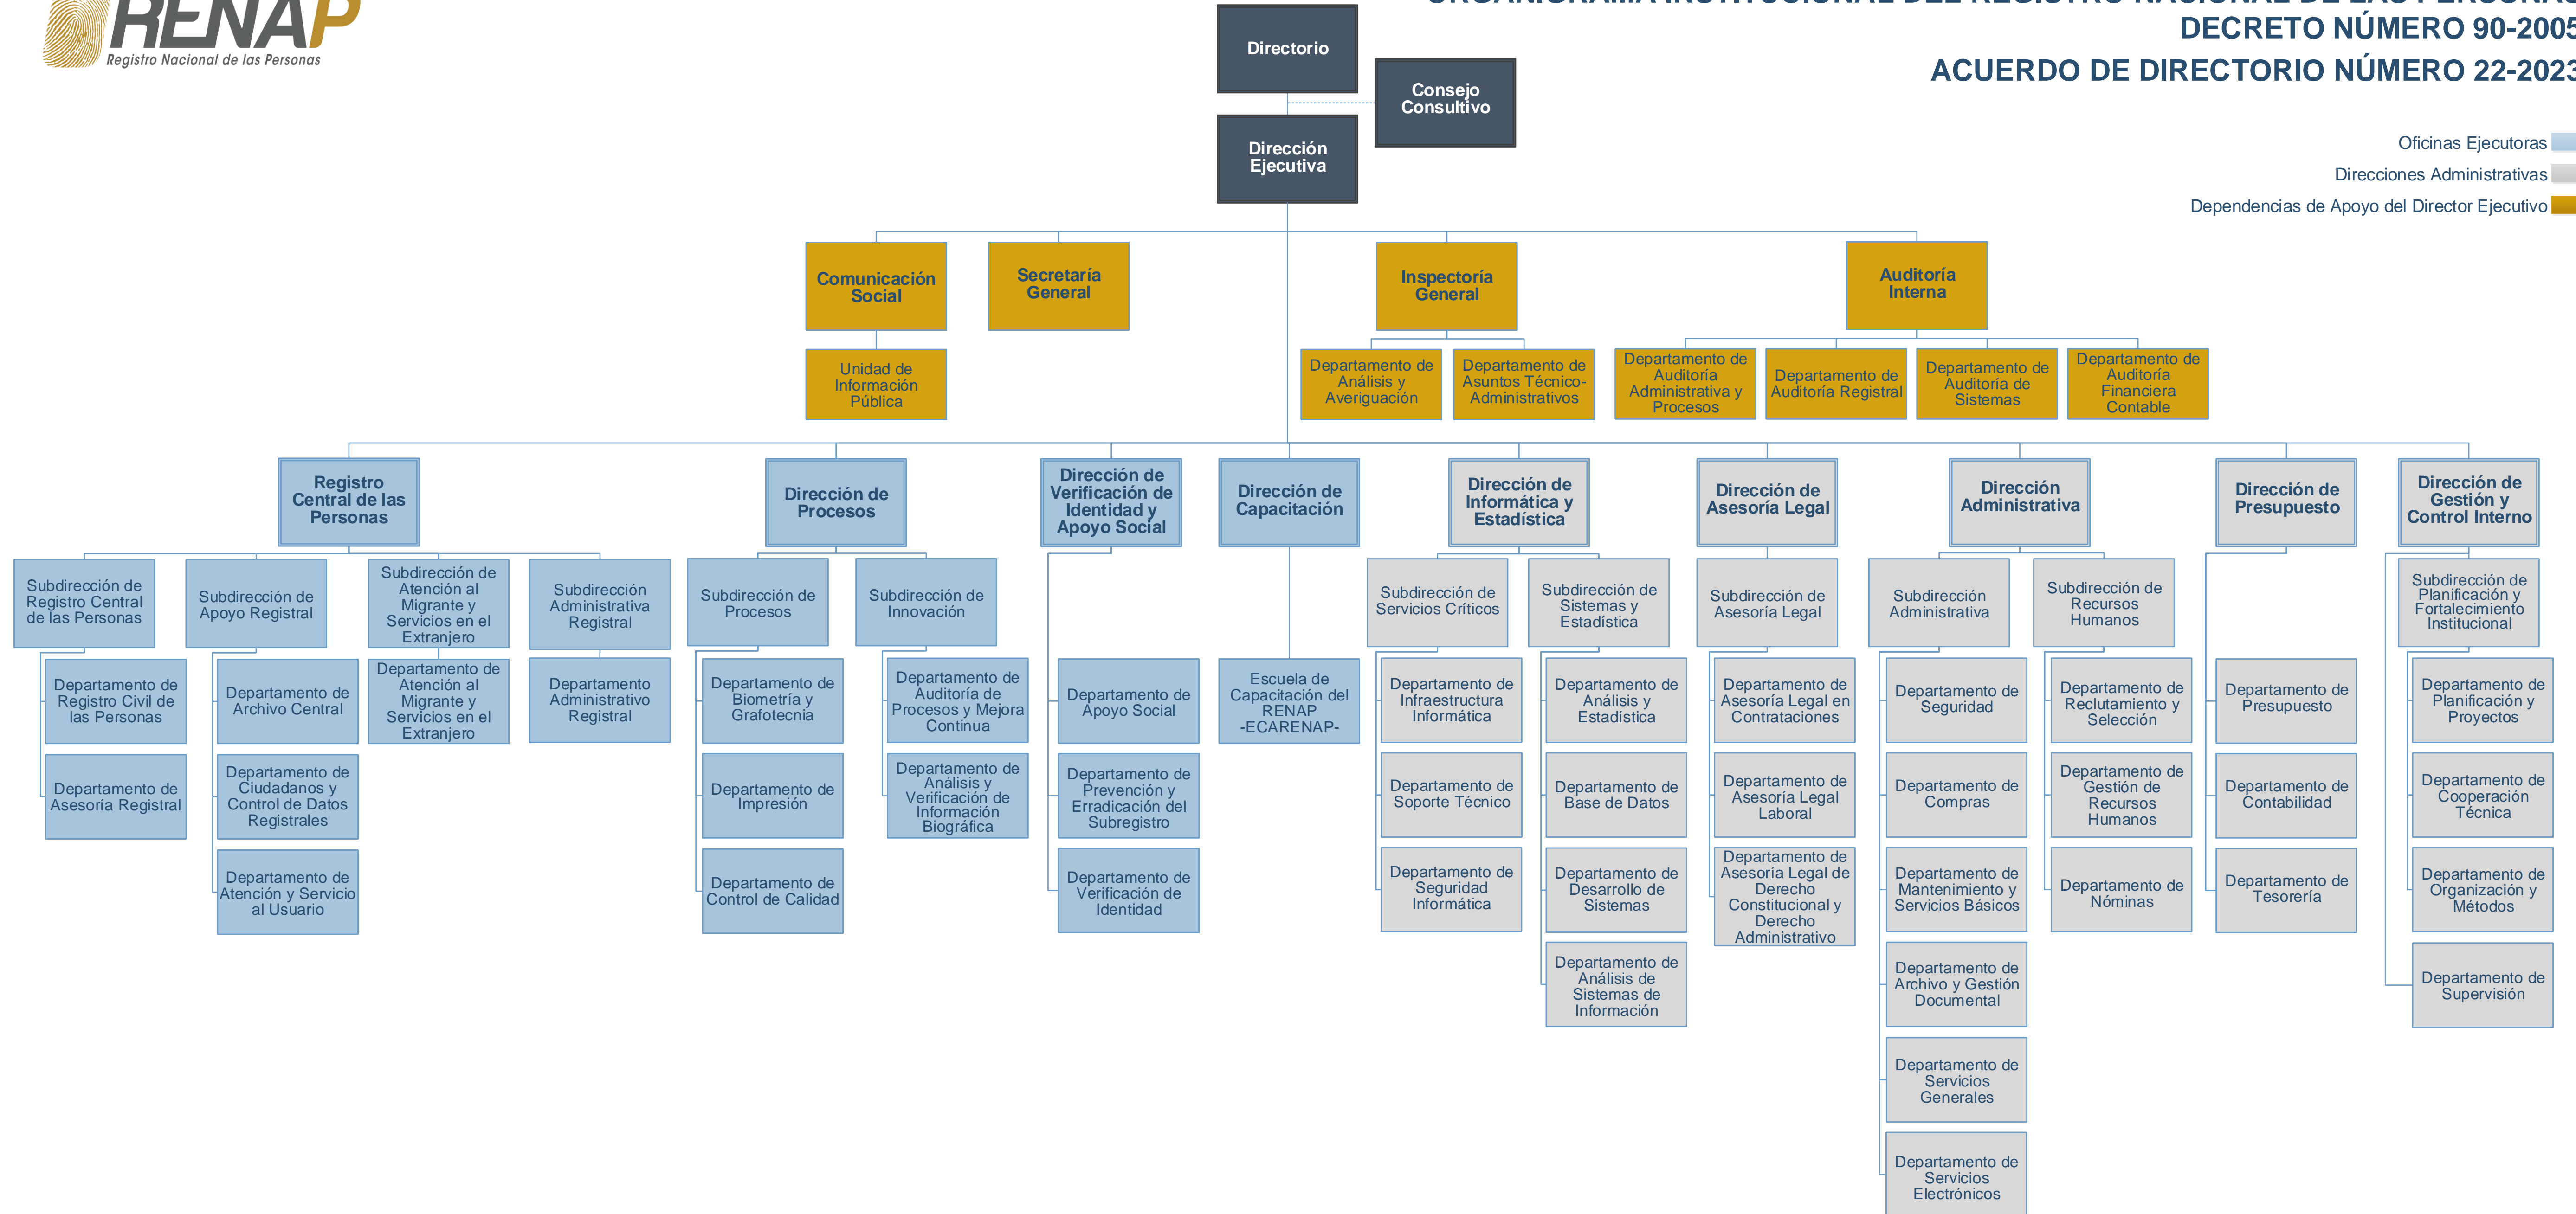 RENAP
Registro Nacional de las Personas
ORGANIGRAMA INSTITUCIONAL DEL REGISTRO NACIONAL DE LAS PERSONAS
DECRETO NÚMERO 90-2005
ACUERDO DE DIRECTORIO NÚMERO 22-2023
Directorio
Consejo
Consultivo
Dirección
Ejecutiva
Oficinas Ejecutoras
Direcciones Administrativas
Dependencias de Apoyo del Director Ejecutivo
Comunicación
Social
Secretaría
General
Inspectoría
General
Auditoría
Interna
Unidad de
Información
Pública
Departamento de
Análisis y
Averiguación
Departamento de
Asuntos Técnico-
Administrativos
Departamento de
Auditoría
Administrativa y
Procesos
Departamento de
Auditoría Registral
Departamento de
Auditoría de
Sistemas
Departamento de
Auditoría
Financiera
Contable
Registro
Central de las
Personas
Dirección de
Procesos
Dirección de
Verificación de
Identidad y
Apoyo Social
Dirección de
Capacitación
Dirección de
Informática y
Estadística
Dirección de
Asesoría Legal
Dirección
Administrativa
Dirección de
Presupuesto
Dirección de
Gestión y
Control Interno
Subdirección de
Registro Central
de las Personas
Subdirección de
Apoyo Registral
Subdirección de
Atención al
Migrante y
Servicios en el
Extranjero
Subdirección
Administrativa
Registral
Subdirección de
Procesos
Subdirección de
Innovación
Subdirección de
Servicios Críticos
Subdirección de
Sistemas y
Estadística
Subdirección de
Asesoría Legal
Subdirección
Administrativa
Subdirección de
Recursos
Humanos
Subdirección de
Planificación y
Fortalecimiento
Institucional
Departamento de
Registro Civil de
las Personas
Departamento de
Archivo Central
Departamento de
Atención al
Migrante y
Servicios en el
Extranjero
Departamento
Administrativo
Registral
Departamento de
Biometría y
Grafotecnia
Departamento de
Auditoría de
Procesos y Mejora
Continua
Departamento de
Apoyo Social
Escuela de
Capacitación del
RENAP
-ECARENAP-
Departamento de
Infraestructura
Informática
Departamento de
Análisis y
Estadística
Departamento de
Asesoría Legal en
Contrataciones
Departamento de
Seguridad
Departamento de
Reclutamiento y
Selección
Departamento de
Presupuesto
Departamento de
Planificación y
Proyectos
Departamento de
Asesoría Registral
Departamento de
Ciudadanos y
Control de Datos
Registrales
Departamento de
Impresión
Departamento de
Análisis y
Verificación de
Información
Biográfica
Departamento de
Prevención y
Erradicación del
Subregistro
Departamento de
Soporte Técnico
Departamento de
Base de Datos
Departamento de
Asesoría Legal
Laboral
Departamento de
Compras
Departamento de
Gestión de
Recursos
Humanos
Departamento de
Contabilidad
Departamento de
Cooperación
Técnica
Departamento de
Atención y Servicio
al Usuario
Departamento de
Control de Calidad
Departamento de
Verificación de
Identidad
Departamento de
Seguridad
Informática
Departamento de
Desarrollo de
Sistemas
Departamento de
Asesoría Legal de
Derecho
Constitucional y
Derecho
Administrativo
Departamento de
Mantenimiento y
Servicios Básicos
Departamento de
Nóminas
Departamento de
Tesorería
Departamento de
Organización y
Métodos
Departamento de
Análisis de
Sistemas de
Información
Departamento de
Archivo y Gestión
Documental
Departamento de
Supervisión
Departamento de
Servicios
Generales
Departamento de
Servicios
Electrónicos